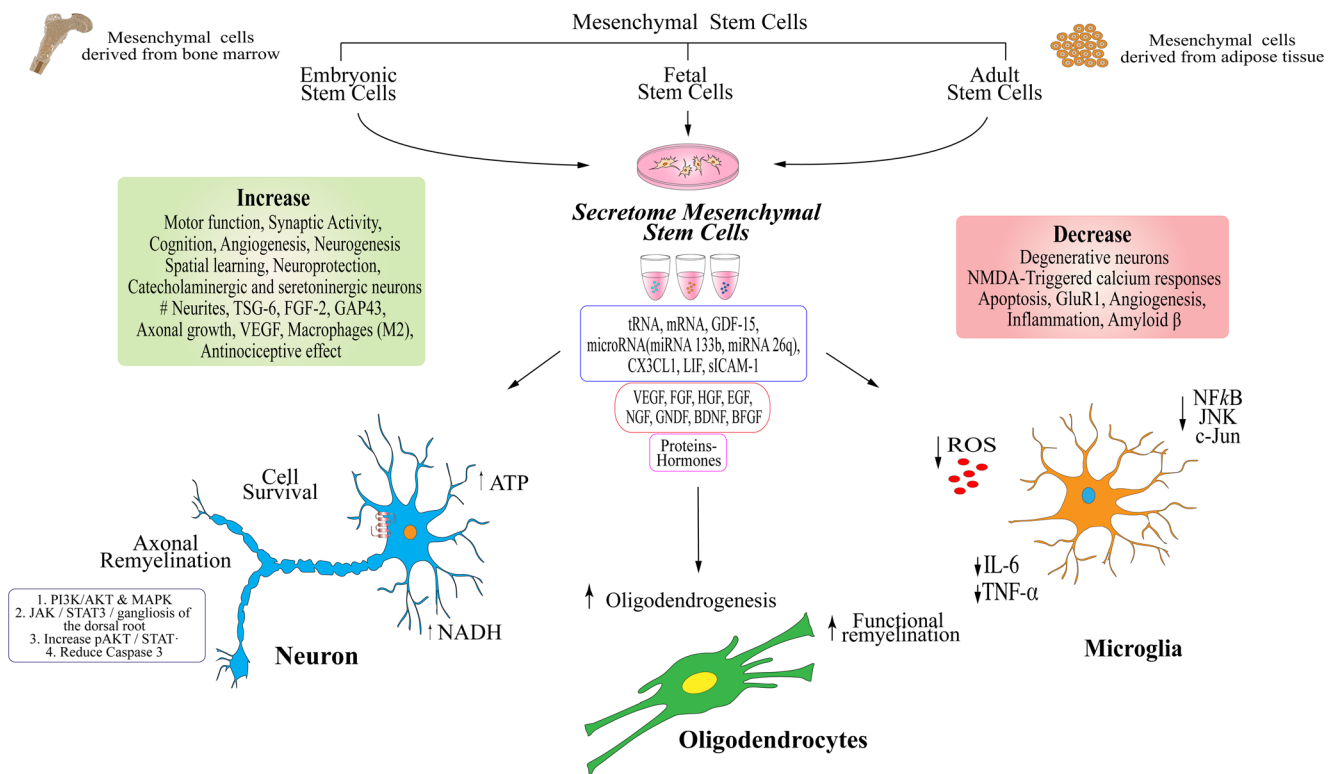 Mesenchymal Stem Cells
Mesenchymal cells
derived from bone marrow
Mesenchymal cells
derived from adipose tissue
Embryonic
Stem Cells
Fetal
Stem Cells
Adult
Stem Cells
Increase
Motor function, Synaptic Activity,
Cognition, Angiogenesis, Neurogenesis
Spatial learning, Neuroprotection,
Catecholaminergic and seretoninergic neurons
# Neurites, TSG-6, FGF-2, GAP43,
Axonal growth, VEGF, Macrophages (M2),
Antinociceptive effect
Secretome Mesenchymal
Stem Cells
Decrease
Degenerative neurons
NMDA-Triggered calcium responses
Apoptosis, GluR1, Angiogenesis,
Inflammation, Amyloid β
tRNA, mRNA, GDF-15,
microRNA(miRNA 133b, miRNA 26q),
CX3CL1, LIF, sICAM-1
VEGF, FGF, HGF, EGF,
NGF, GNDF, BDNF, BFGF
Proteins-
Hormones
Cell
Survival
↑ ATP
Axonal
Remyelination
1. PI3K/AKT & MAPK
2. JAK / STAT3 / gangliosis of
the dorsal root
3. Increase pAKT / STAT·
4. Reduce Caspase 3
↑ NADH
Neuron
↑ Oligodendrogenesis
↑ Functional
remyelination
Oligodendrocytes
↓ NFkB
JNK
c-Jun
↓ ROS
↓ IL-6
↓ TNF-α
Microglia